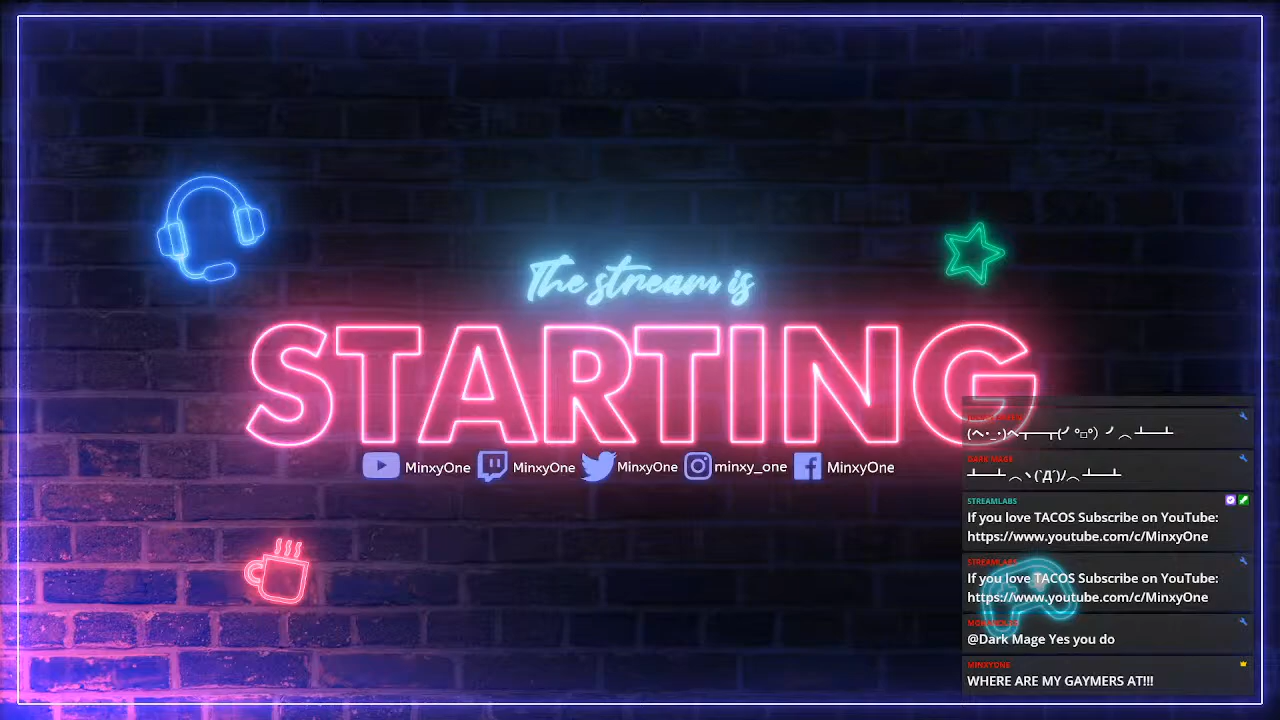 The stream is
STARTING
MinxyOne MinxyOne MinxyOne minxy_one MinxyOne
(ヘ･_･)ヘ┳━┳ (╯°□°）╯︵ ┻━┻
DARK MAGE
┻━┻ ︵ヽ(`Д´)ﾉ︵ ┻━┻
STREAMLABS
If you love TACOS Subscribe on YouTube:
https://www.youtube.com/c/MinxyOne
STREAMLABS
If you love TACOS Subscribe on YouTube:
https://www.youtube.com/c/MinxyOne
@Dark Mage Yes you do
MINXYONE
WHERE ARE MY GAYMERS AT!!!